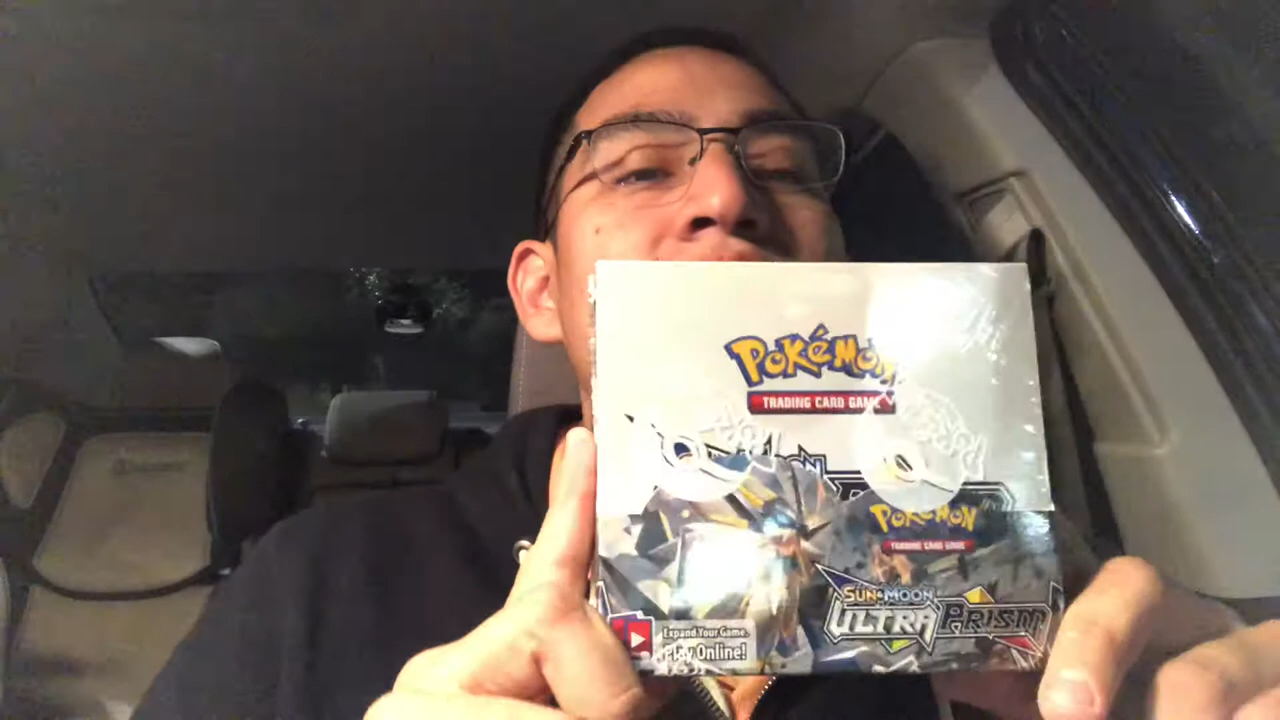 Pokémon
TRADING CARD GAME
POKÉMON
TRADING CARD GAME
SUN & MOON
ULTRA PRISM
Expand Your Game.
Play Online!